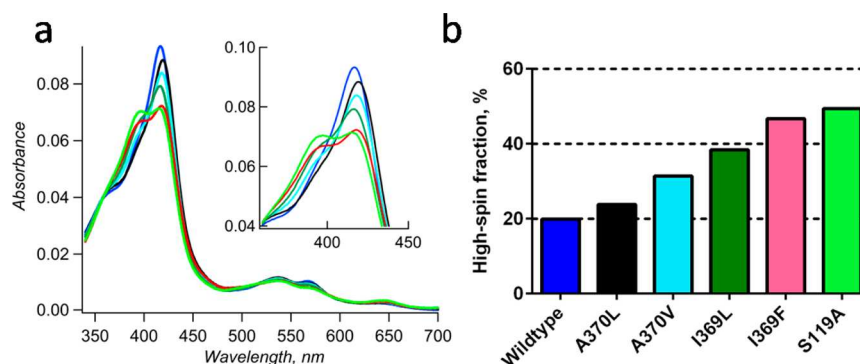 a
Absorbance
0.08
0.06
0.04
0.02
0.00
350 400 450 500 550 600 650 700
Wavelength, nm
0.10
0.08
0.06
0.04
400 450
b
High-spin fraction, %
60
40
20
0
Wildtype A370L A370V I369L I369F S119A